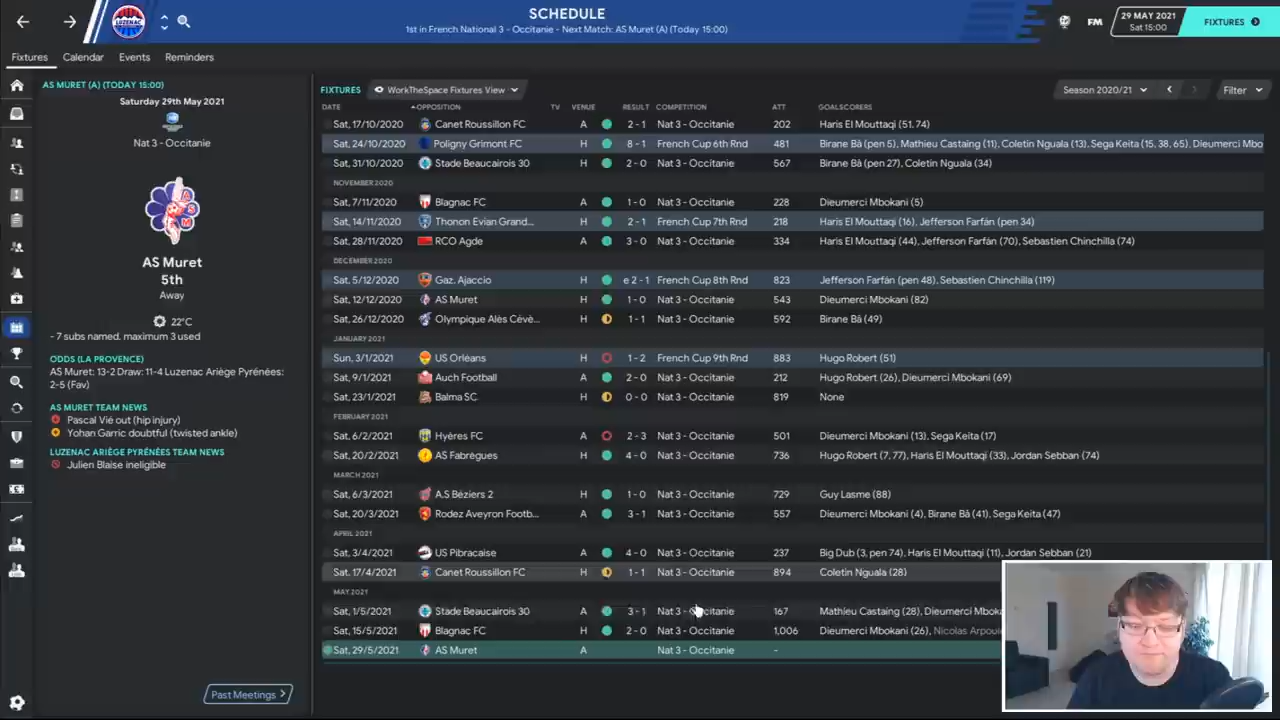 SCHEDULE
LUZENAC
1st in French National 3 - Occitanie - Next Match: AS Muret (A) (Today 15:00)
FM
29 MAY 2021
Sat 15:00
FIXTURES
Fixtures Calendar Events Reminders
AS MURET (A) (TODAY 15:00)
Saturday 29th May 2021
Nat 3 - Occitanie
AS Muret
5th
Away
22°C
- 7 subs named, maximum 3 used
ODDS (LA PROVENCE)
AS Muret: 13-2 Draw: 11-4 Luzenac Ariège Pyrénées:
2-5 (Fav)
AS MURET TEAM NEWS
Pascal Vié out (hip injury)
Yohan Garric doubtful (twisted ankle)
LUZENAC ARIÈGE PYRÉNÉES TEAM NEWS
Julien Blaise ineligible
Past Meetings
FIXTURES WorkTheSpace Fixtures View Season 2020/21 Filter
DATE OPPOSITION TV VENUE RESULT COMPETITION ATT GOALSCORERS
Sat, 17/10/2020 Canet Roussillon FC A 2 - 1 Nat 3 - Occitanie 202 Haris El Mouttaqi (51, 74)
Sat, 24/10/2020 Poligny Grimont FC H 8 - 1 French Cup 6th Rnd 481 Birane Bâ (pen 5), Mathieu Castaing (11), Coletin Nguala (13), Sega Keita (15, 38, 65), Dieumerci Mbo
Sat, 31/10/2020 Stade Beaucairois 30 H 2 - 0 Nat 3 - Occitanie 567 Birane Bâ (pen 27), Coletin Nguala (34)
NOVEMBER 2020
Sat, 7/11/2020 Blagnac FC A 1 - 0 Nat 3 - Occitanie 228 Dieumerci Mbokani (5)
Sat, 14/11/2020 Thonon Evian Grand... H 2 - 1 French Cup 7th Rnd 218 Haris El Mouttaqi (16), Jefferson Farfán (pen 34)
Sat, 28/11/2020 RCO Agde H 3 - 0 Nat 3 - Occitanie 334 Haris El Mouttaqi (44), Jefferson Farfán (70), Sebastien Chinchilla (74)
DECEMBER 2020
Sat, 5/12/2020 Gaz. Ajaccio H e 2 - 1 French Cup 8th Rnd 823 Jefferson Farfán (pen 48), Sebastien Chinchilla (119)
Sat, 12/12/2020 AS Muret H 1 - 0 Nat 3 - Occitanie 543 Dieumerci Mbokani (82)
Sat, 26/12/2020 Olympique Alès Cévè... H 1 - 1 Nat 3 - Occitanie 592 Birane Bâ (49)
JANUARY 2021
Sun, 3/1/2021 US Orléans H 1 - 2 French Cup 9th Rnd 883 Hugo Robert (51)
Sat, 9/1/2021 Auch Football A 2 - 0 Nat 3 - Occitanie 212 Hugo Robert (26), Dieumerci Mbokani (69)
Sat, 23/1/2021 Balma SC H 0 - 0 Nat 3 - Occitanie 819 None
FEBRUARY 2021
Sat, 6/2/2021 Hyères FC A 2 - 3 Nat 3 - Occitanie 501 Dieumerci Mbokani (13), Sega Keita (17)
Sat, 20/2/2021 AS Fabrègues H 4 - 0 Nat 3 - Occitanie 736 Hugo Robert (7, 77), Haris El Mouttaqi (33), Jordan Sebban (74)
MARCH 2021
Sat, 6/3/2021 A.S Béziers 2 H 1 - 0 Nat 3 - Occitanie 729 Guy Lasme (88)
Sat, 20/3/2021 Rodez Aveyron Footb... H 3 - 1 Nat 3 - Occitanie 557 Dieumerci Mbokani (4), Birane Bâ (41), Sega Keita (47)
APRIL 2021
Sat, 3/4/2021 US Pibracaise A 4 - 0 Nat 3 - Occitanie 237 Big Dub (3, pen 74), Haris El Mouttaqi (11), Jordan Sebban (21)
Sat, 17/4/2021 Canet Roussillon FC H 1 - 1 Nat 3 - Occitanie 894 Coletin Nguala (28)
MAY 2021
Sat, 1/5/2021 Stade Beaucairois 30 A 3 - 1 Nat 3 - Occitanie 167 Mathieu Castaing (28), Dieumerci Mboka
Sat, 15/5/2021 Blagnac FC H 2 - 0 Nat 3 - Occitanie 1,006 Dieumerci Mbokani (26), Nicolas Arpoul
Sat, 29/5/2021 AS Muret A Nat 3 - Occitanie -